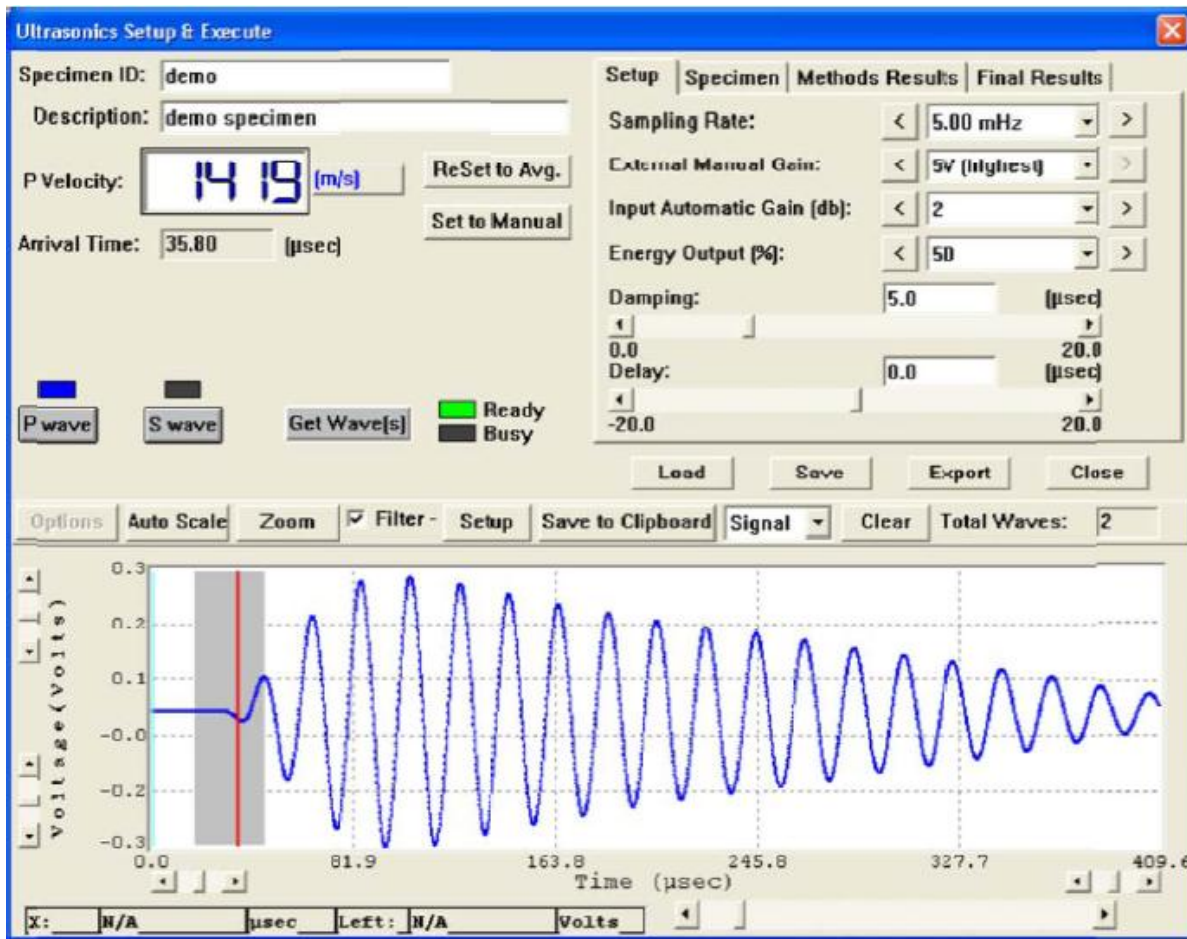 Ultrasonics Setup & Execute
Specimen ID: demo
Description: demo specimen
P Velocity: 1419 (m/s) ReSet to Avg.
Set to Manual
Arrival Time: 35.80 (µsec)
P wave S wave Get Wave(s) Ready
Busy
Setup Specimen Methods Results Final Results
Sampling Rate: < 5.00 mHz >
External Manual Gain: < 5V (highest) >
Input Automatic Gain (db): < 2 >
Energy Output (%): < 50 >
Damping: 5.0 (µsec)
0.0 20.0
Delay: 0.0 (µsec)
-20.0 20.0
Load Save Export Close
Options Auto Scale Zoom Filter - Setup Save to Clipboard Signal Clear Total Waves: 2
Voltage(Volts)
0.3
0.2
0.1
-0.0
-0.2
-0.3
0.0 81.9 163.8 245.8 327.7 409.6
Time (µsec)
X: N/A µsec Left: N/A Volts